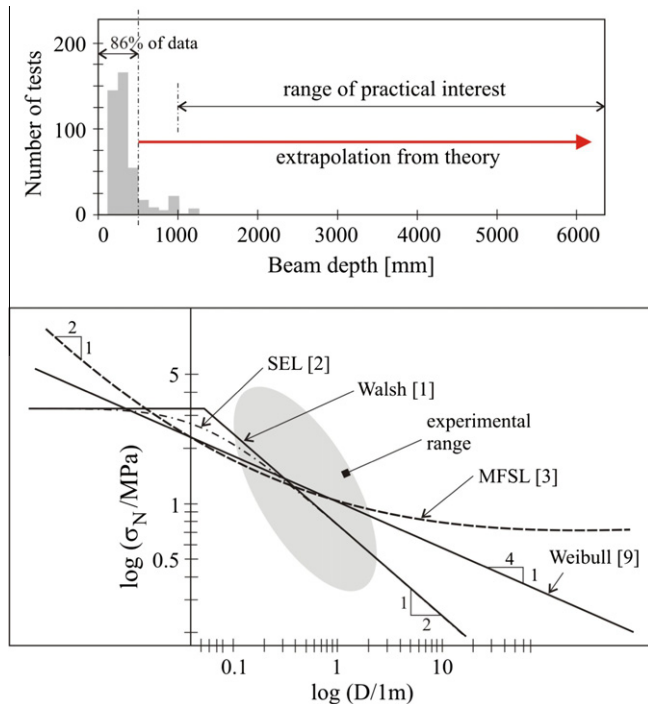 200
86% of data
range of practical interest
100
extrapolation from theory
0
Number of tests
0 1000 2000 3000 4000 5000 6000
Beam depth [mm]
2
1
SEL [2]
5
Walsh [1]
experimental
range
MFSL [3]
1
log (σN/MPa)
4
1
Weibull [9]
0.5
1
2
0.1 1 10
log (D/1m)